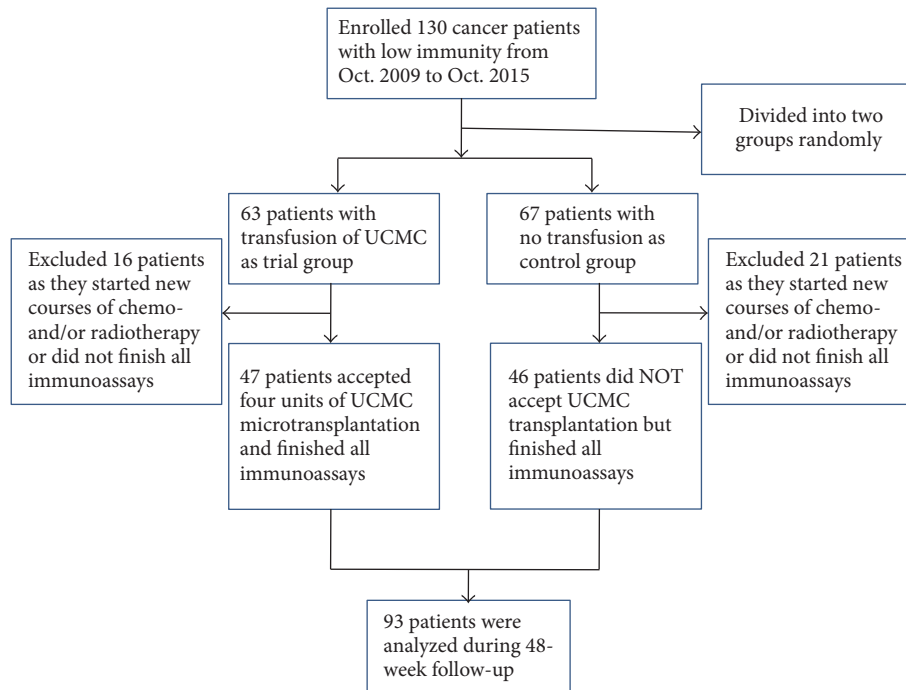 Enrolled 130 cancer patients
with low immunity from
Oct. 2009 to Oct. 2015
Divided into two
groups randomly
63 patients with
transfusion of UCMC
as trial group
67 patients with
no transfusion as
control group
Excluded 16 patients
as they started new
courses of chemo-
and/or radiotherapy
or did not finish all
immunoassays
Excluded 21 patients
as they started new
courses of chemo-
and/or radiotherapy
or did not finish all
immunoassays
47 patients accepted
four units of UCMC
microtransplantation
and finished all
immunoassays
46 patients did NOT
accept UCMC
transplantation but
finished all
immunoassays
93 patients were
analyzed during 48-
week follow-up